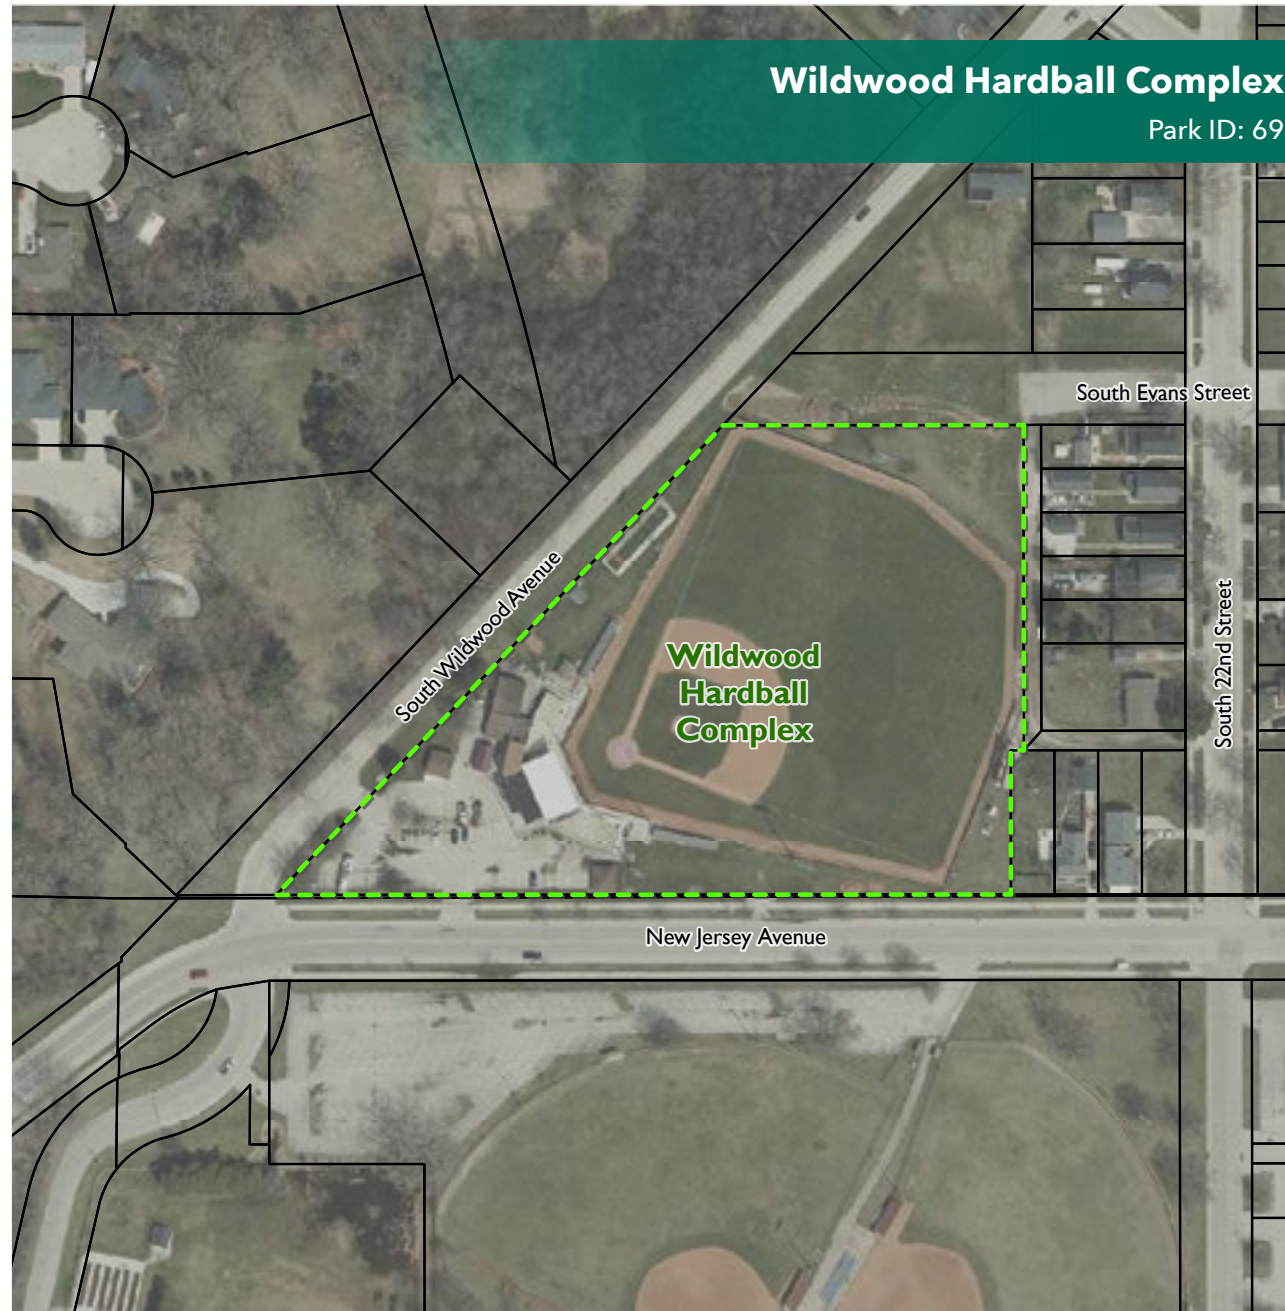 Wildwood Hardball Complex
Park ID: 69
South Evans Street
South Wildwood Avenue
Wildwood
Hardball
Complex
South 22nd Street
New Jersey Avenue